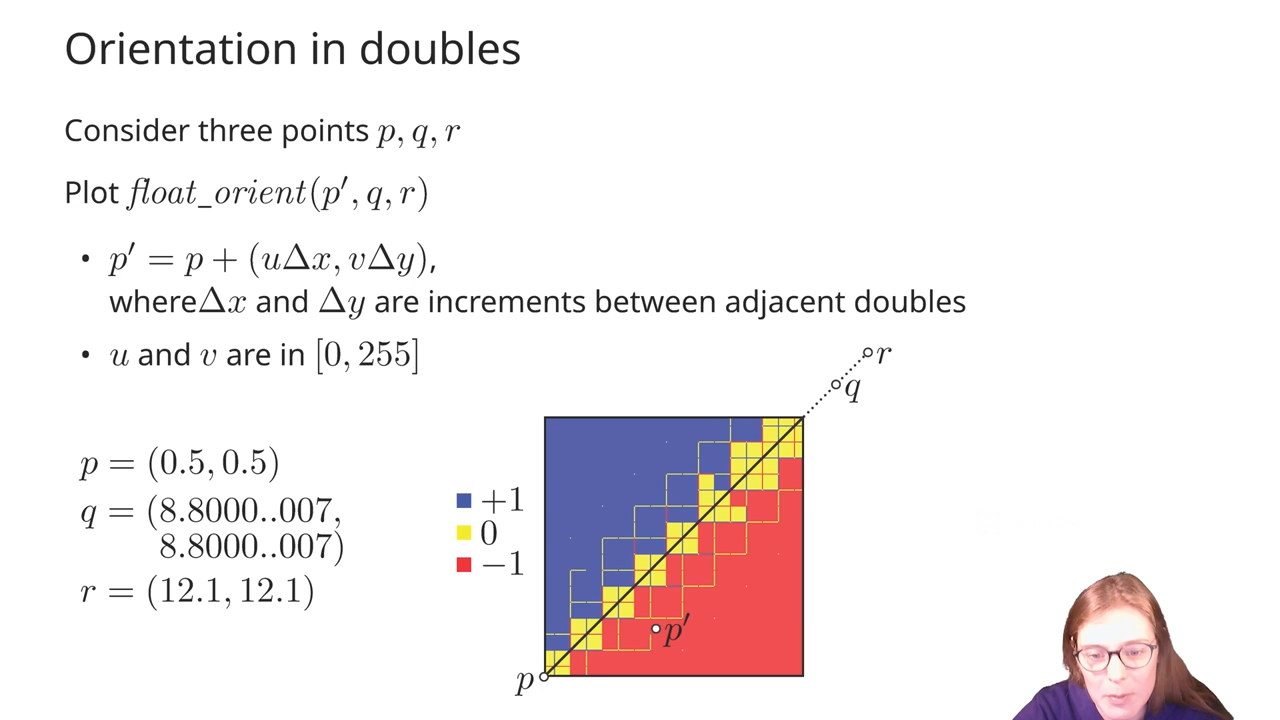 Orientation in doubles
Consider three points p, q, r
Plot float_orient(p′, q, r)
• p′ = p + (uΔx, vΔy),
whereΔx and Δy are increments between adjacent doubles
• u and v are in [0, 255]
r
q
p = (0.5, 0.5)
q = (8.8000..007,
8.8000..007)
r = (12.1, 12.1)
+1
0
−1
p′
p